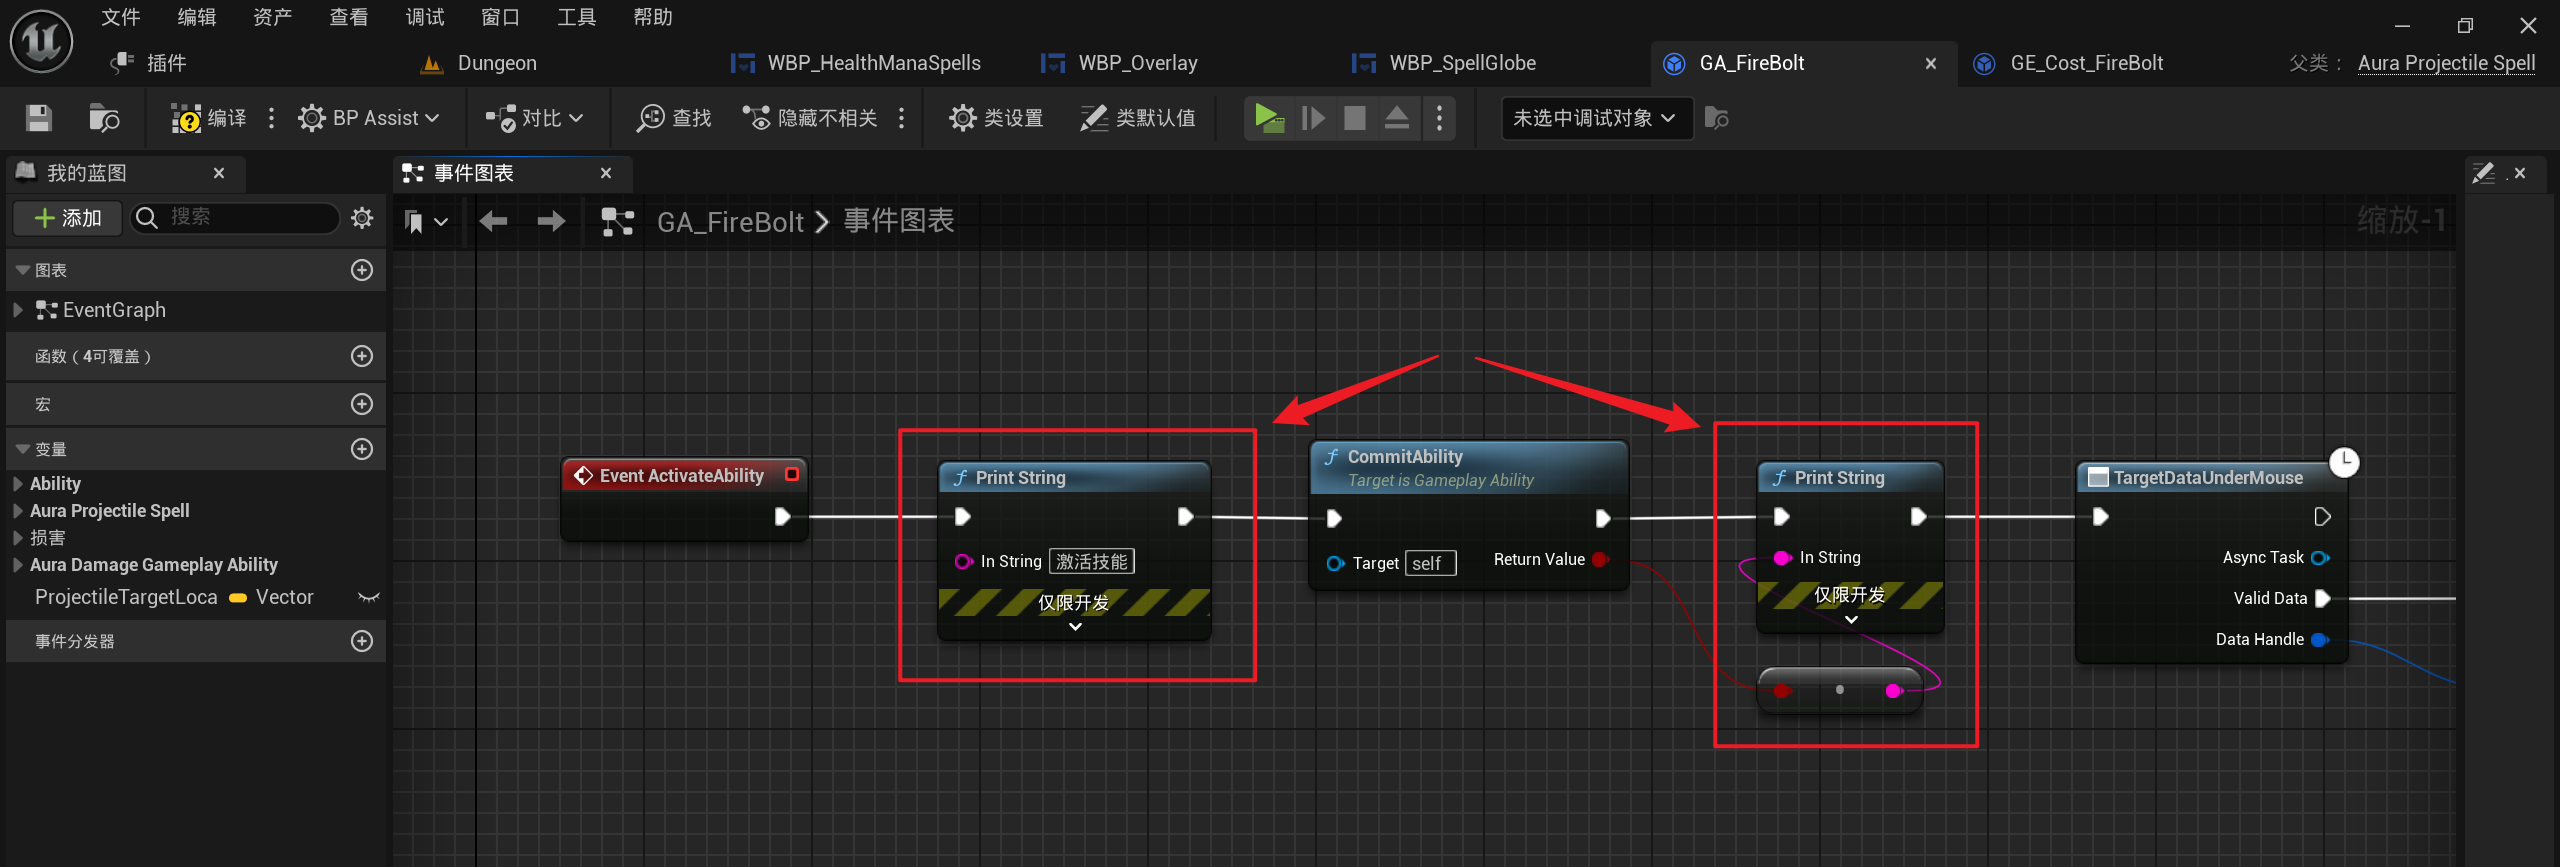 文件 编辑 资产 查看 调试 窗口 工具 帮助
插件 Dungeon WBP_HealthManaSpells WBP_Overlay WBP_SpellGlobe GA_FireBolt GE_Cost_FireBolt 父类： Aura Projectile Spell
编译 BP Assist 对比 查找 隐藏不相关 类设置 类默认值 未选中调试对象
我的蓝图 事件图表
添加 搜索 GA_FireBolt 事件图表 缩放-1
图表
EventGraph
函数（4可覆盖）
宏
变量
Ability
Aura Projectile Spell
损害
Aura Damage Gameplay Ability
ProjectileTargetLoca Vector
事件分发器
Event ActivateAbility
Print String
In String 激活技能
仅限开发
CommitAbility
Target is Gameplay Ability
Target self Return Value
Print String
In String
仅限开发
TargetDataUnderMouse
Async Task
Valid Data
Data Handle